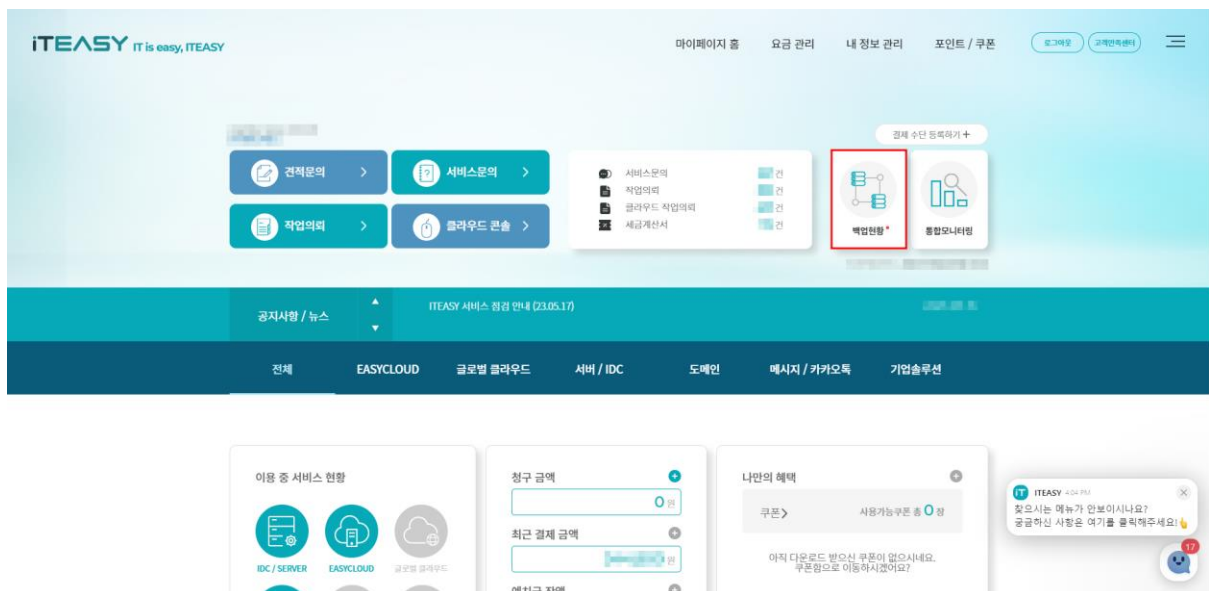 iTEASY IT is easy, ITEASY
마이페이지 홈 요금 관리 내 정보 관리 포인트 / 쿠폰 로그아웃 고객만족센터
결제 수단 등록하기 +
견적문의 >
서비스문의 >
작업의뢰 >
클라우드 콘솔 >
서비스문의 건
작업의뢰 건
클라우드 작업의뢰 건
세금계산서 건
백업현황
통합모니터링
공지사항 / 뉴스
ITEASY 서비스 점검 안내 (23.05.17)
전체 EASYCLOUD 글로벌 클라우드 서버 / IDC 도메인 메시지 / 카카오톡 기업솔루션
이용 중 서비스 현황
IDC / SERVER EASYCLOUD 글로벌 클라우드
청구 금액
0 원
최근 결제 금액
원
예치금 잔액
나만의 혜택
쿠폰> 사용가능쿠폰 총 0 장
아직 다운로드 받으신 쿠폰이 없으시네요.
쿠폰함으로 이동하시겠어요?
iT ITEASY 4:04 PM
찾으시는 메뉴가 안보이시나요?
궁금하신 사항은 여기를 클릭해주세요!👆
17